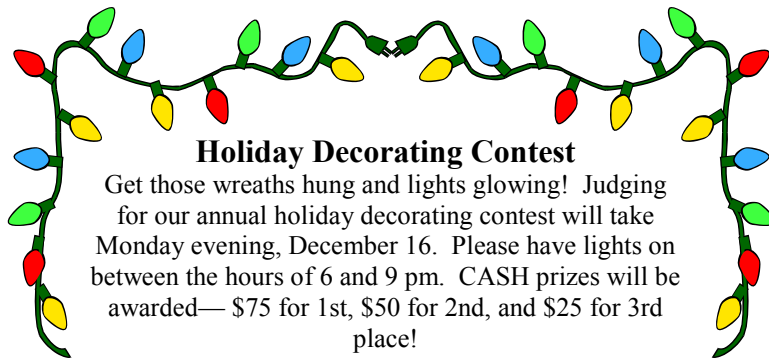 Holiday Decorating Contest
Get those wreaths hung and lights glowing!  Judging
for our annual holiday decorating contest will take
Monday evening, December 16.  Please have lights on
between the hours of 6 and 9 pm.  CASH prizes will be
awarded— $75 for 1st, $50 for 2nd, and $25 for 3rd
place!